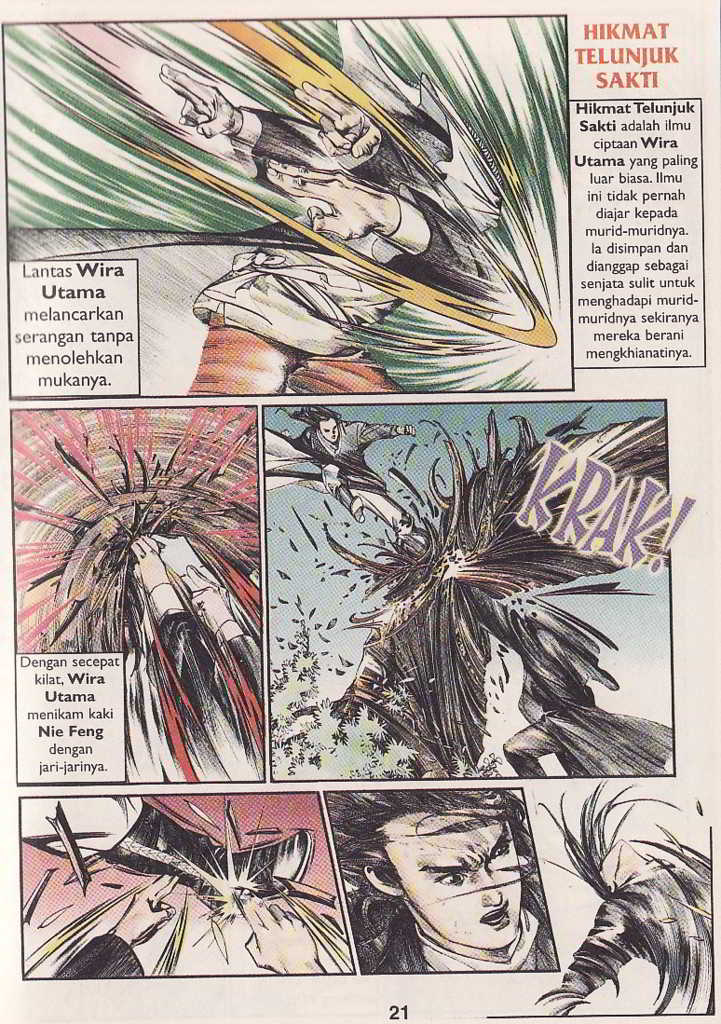 HIKMAT
TELUNJUK
SAKTI
Hikmat Telunjuk
Sakti adalah ilmu
ciptaan Wira
Utama yang paling
luar biasa. Ilmu
ini tidak pernah
diajar kepada
murid-muridnya.
Ia disimpan dan
dianggap sebagai
senjata sulit untuk
menghadapi murid-
muridnya sekiranya
mereka berani
mengkhianatinya.
Lantas Wira
Utama
melancarkan
serangan tanpa
menolehkan
mukanya.
Dengan secepat
kilat, Wira
Utama
menikam kaki
Nie Feng
dengan
jari-jarinya.
KRAK!
21